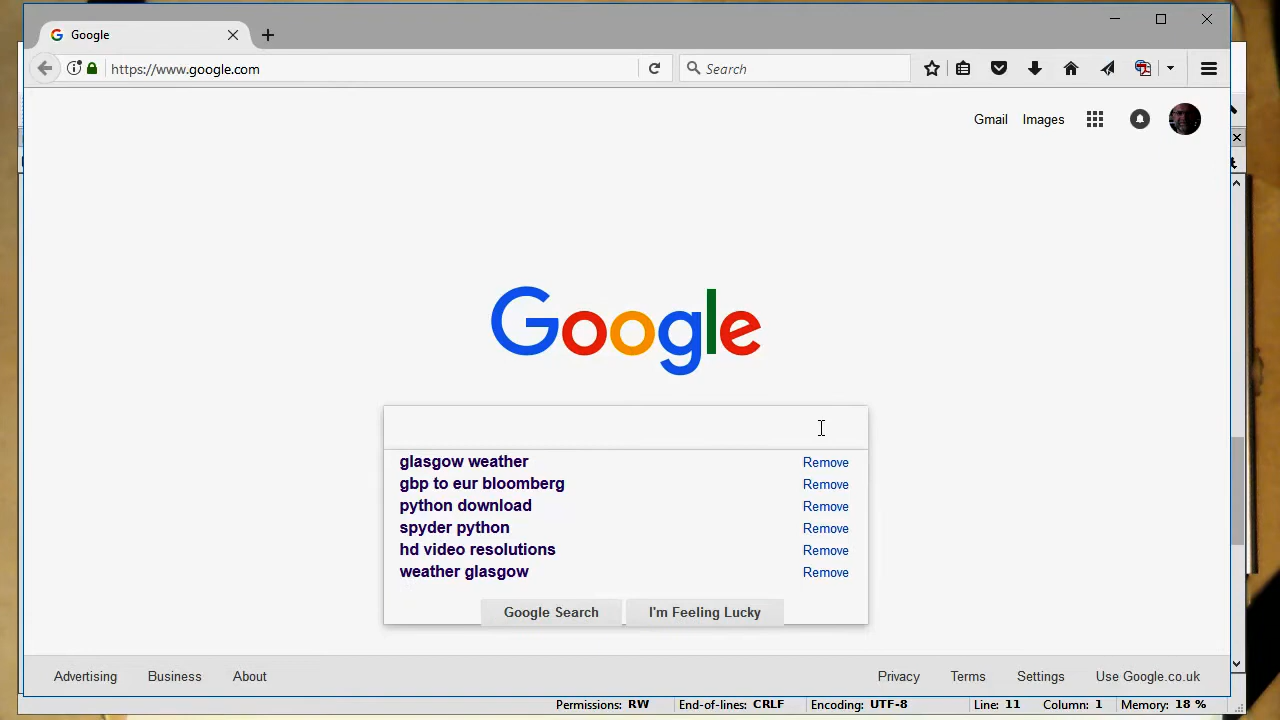 Google
https://www.google.com
Search
Gmail Images
Google
glasgow weather Remove
gbp to eur bloomberg Remove
python download Remove
spyder python Remove
hd video resolutions Remove
weather glasgow Remove
Google Search I'm Feeling Lucky
Advertising Business About Privacy Terms Settings Use Google.co.uk
Permissions: RW End-of-lines: CRLF Encoding: UTF-8 Line: 11 Column: 1 Memory: 18 %